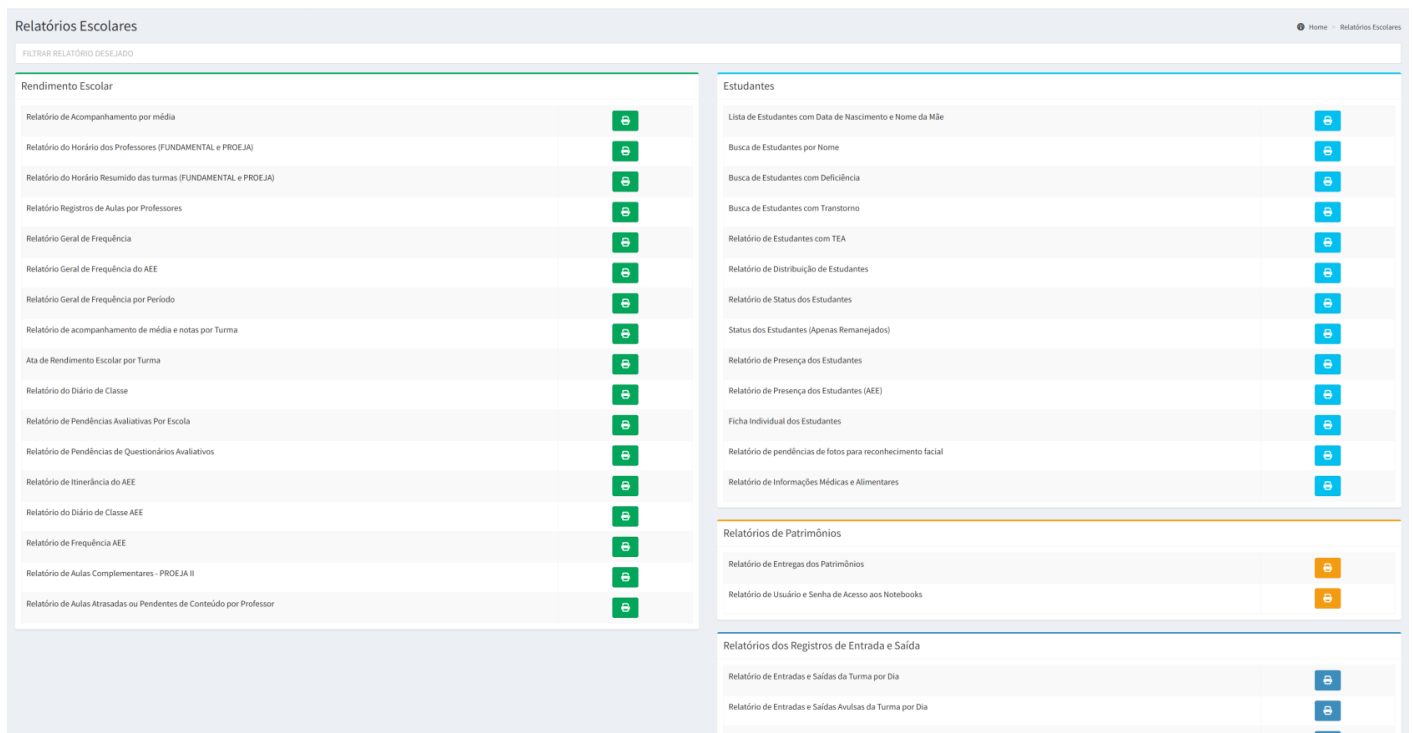 Relatórios Escolares
Home > Relatórios Escolares
FILTRAR RELATÓRIO DESEJADO
Rendimento Escolar
Relatório de Acompanhamento por média
Relatório do Horário dos Professores (FUNDAMENTAL e PROEJA)
Relatório do Horário Resumido das turmas (FUNDAMENTAL e PROEJA)
Relatório Registros de Aulas por Professores
Relatório Geral de Frequência
Relatório Geral de Frequência do AEE
Relatório Geral de Frequência por Período
Relatório de acompanhamento de média e notas por Turma
Ata de Rendimento Escolar por Turma
Relatório do Diário de Classe
Relatório de Pendências Avaliativas Por Escola
Relatório de Pendências de Questionários Avaliativos
Relatório de Itinerância do AEE
Relatório do Diário de Classe AEE
Relatório de Frequência AEE
Relatório de Aulas Complementares - PROEJA II
Relatório de Aulas Atrasadas ou Pendentes de Conteúdo por Professor
Estudantes
Lista de Estudantes com Data de Nascimento e Nome da Mãe
Busca de Estudantes por Nome
Busca de Estudantes com Deficiência
Busca de Estudantes com Transtorno
Relatório de Estudantes com TEA
Relatório de Distribuição de Estudantes
Relatório de Status dos Estudantes
Status dos Estudantes (Apenas Remanejados)
Relatório de Presença dos Estudantes
Relatório de Presença dos Estudantes (AEE)
Ficha Individual dos Estudantes
Relatório de pendências de fotos para reconhecimento facial
Relatório de Informações Médicas e Alimentares
Relatórios de Patrimônios
Relatório de Entregas dos Patrimônios
Relatório de Usuário e Senha de Acesso aos Notebooks
Relatórios dos Registros de Entrada e Saída
Relatório de Entradas e Saídas da Turma por Dia
Relatório de Entradas e Saídas Avulsas da Turma por Dia